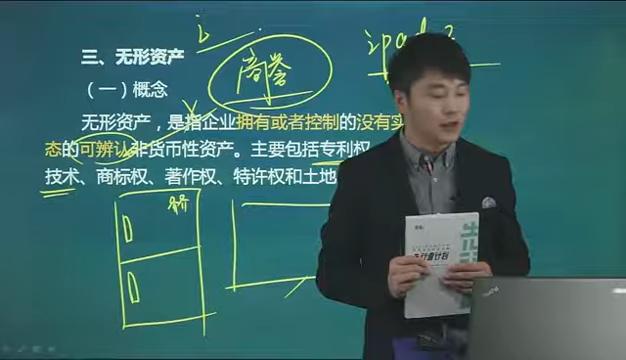 三、无形资产
（一）概念
商誉
ipad 2
无形资产，是指企业拥有或者控制的没有实
态的可辨认非货币性资产。主要包括专利权
技术、商标权、著作权、特许权和土地